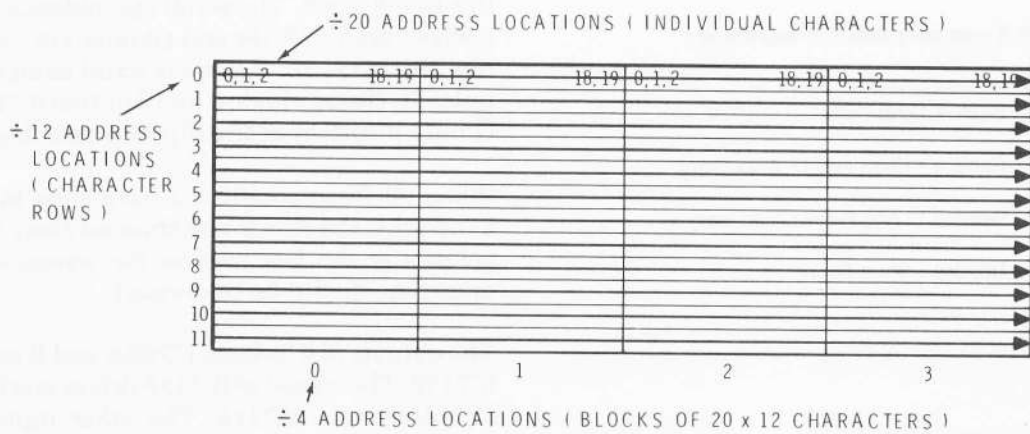 ÷20 ADDRESS LOCATIONS ( INDIVIDUAL CHARACTERS )
0 0,1,2 18,19 0,1,2 18,19 0,1,2 18,19 0,1,2 18,19
1
÷12 ADDRESS
2
LOCATIONS
3
( CHARACTER
4
ROWS )
5
6
7
8
9
10
11
0 1 2 3
÷4 ADDRESS LOCATIONS ( BLOCKS OF 20 x 12 CHARACTERS )